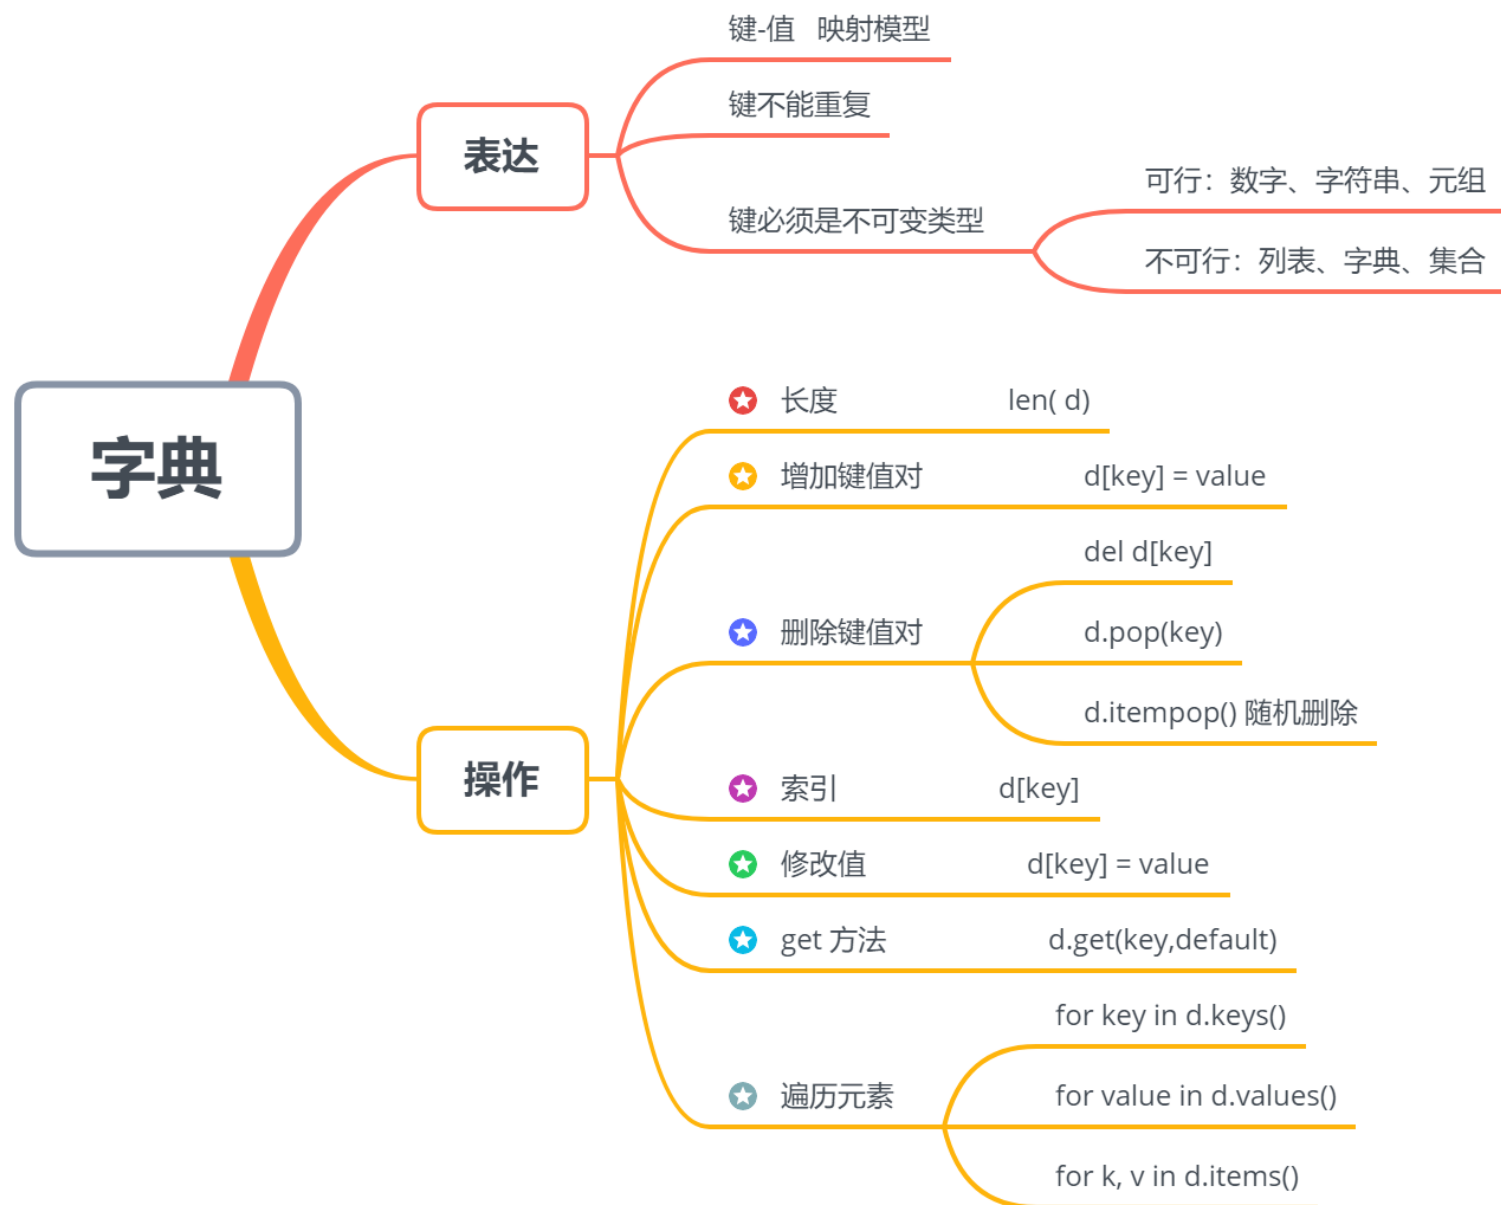 字典
表达
键-值 映射模型
键不能重复
键必须是不可变类型
可行：数字、字符串、元组
不可行：列表、字典、集合
操作
长度 len( d)
增加键值对 d[key] = value
删除键值对
del d[key]
d.pop(key)
d.itempop() 随机删除
索引 d[key]
修改值 d[key] = value
get 方法 d.get(key,default)
遍历元素
for key in d.keys()
for value in d.values()
for k, v in d.items()